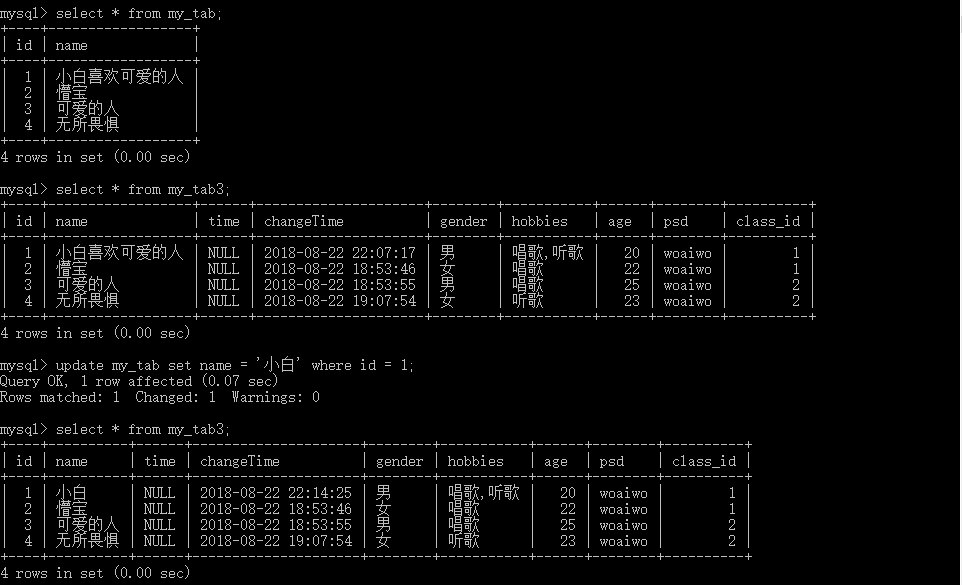 mysql> select * from my_tab;
+----+------------------+
| id | name             |
+----+------------------+
|  1 | 小白喜欢可爱的人 |
|  2 | 懵宝             |
|  3 | 可爱的人         |
|  4 | 无所畏惧         |
+----+------------------+
4 rows in set (0.00 sec)
mysql> select * from my_tab3;
+----+------------------+------+---------------------+--------+-----------+-----+--------+----------+
| id | name             | time | changeTime          | gender | hobbies   | age | psd    | class_id |
+----+------------------+------+---------------------+--------+-----------+-----+--------+----------+
|  1 | 小白喜欢可爱的人 | NULL | 2018-08-22 22:07:17 | 男     | 唱歌,听歌 |  20 | woaiwo |        1 |
|  2 | 懵宝             | NULL | 2018-08-22 18:53:46 | 女     | 唱歌      |  22 | woaiwo |        1 |
|  3 | 可爱的人         | NULL | 2018-08-22 18:53:55 | 男     | 唱歌      |  25 | woaiwo |        2 |
|  4 | 无所畏惧         | NULL | 2018-08-22 19:07:54 | 女     | 听歌      |  23 | woaiwo |        2 |
+----+------------------+------+---------------------+--------+-----------+-----+--------+----------+
4 rows in set (0.00 sec)
mysql> update my_tab set name = '小白' where id = 1;
Query OK, 1 row affected (0.07 sec)
Rows matched: 1  Changed: 1  Warnings: 0
mysql> select * from my_tab3;
+----+----------+------+---------------------+--------+-----------+-----+--------+----------+
| id | name     | time | changeTime          | gender | hobbies   | age | psd    | class_id |
+----+----------+------+---------------------+--------+-----------+-----+--------+----------+
|  1 | 小白     | NULL | 2018-08-22 22:14:25 | 男     | 唱歌,听歌 |  20 | woaiwo |        1 |
|  2 | 懵宝     | NULL | 2018-08-22 18:53:46 | 女     | 唱歌      |  22 | woaiwo |        1 |
|  3 | 可爱的人 | NULL | 2018-08-22 18:53:55 | 男     | 唱歌      |  25 | woaiwo |        2 |
|  4 | 无所畏惧 | NULL | 2018-08-22 19:07:54 | 女     | 听歌      |  23 | woaiwo |        2 |
+----+----------+------+---------------------+--------+-----------+-----+--------+----------+
4 rows in set (0.00 sec)